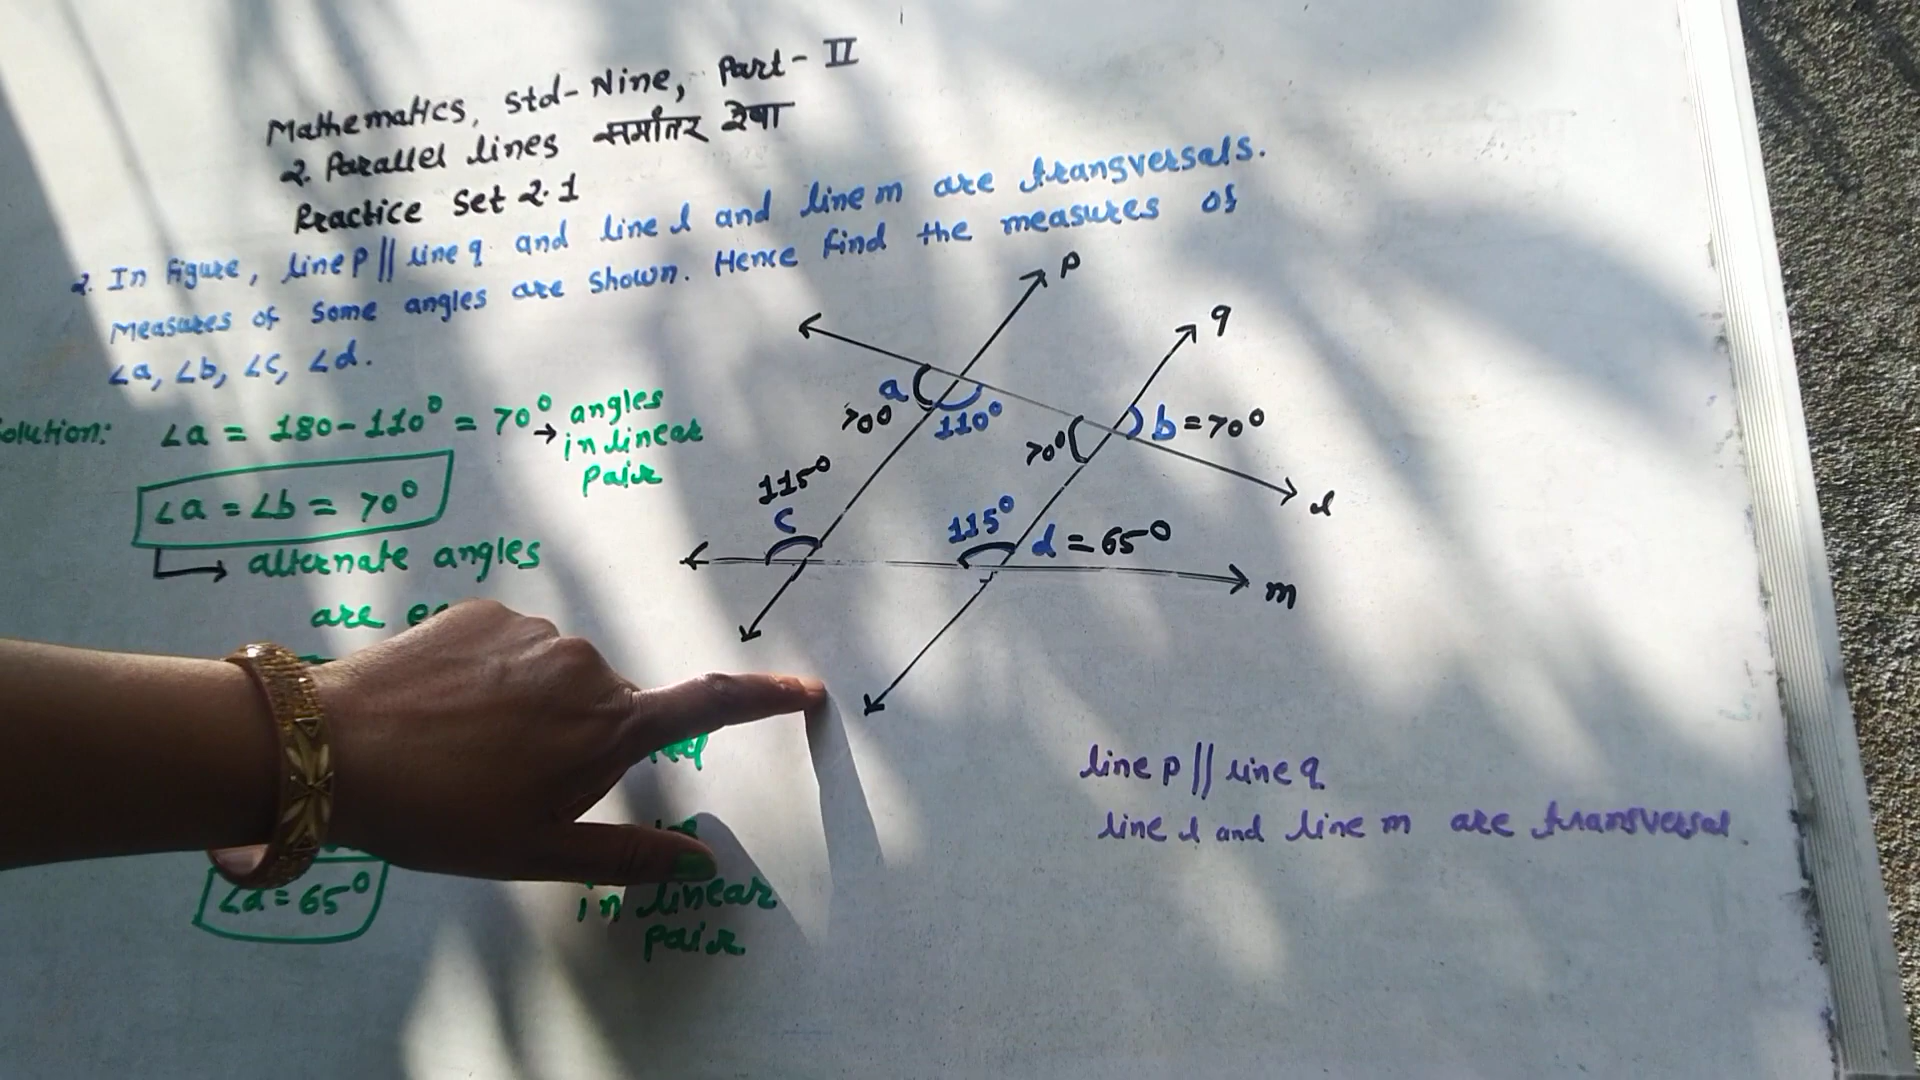 Mathematics, std-Nine, Part-II
2. Parallel lines समांतर रेषा
Practice Set 2.1
2. In Figure, line p || line q and line l and line m are transversals.
Measures of some angles are shown. Hence find the measures of
∠a, ∠b, ∠c, ∠d.
olution: ∠a = 180-110° = 70° → angles
in linear
pair
∠a = ∠b = 70°
alternate angles
are
∠d = 65°
in linear
pair
p
q
a
70°
110°
70°
b = 70°
l
115°
c
115°
d = 65°
m
line p || line q
line l and line m are transversal